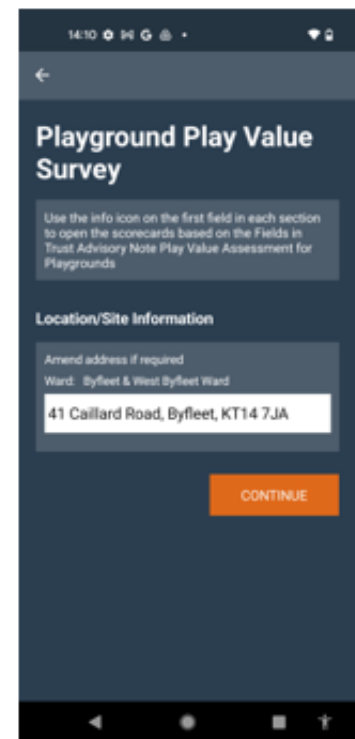 14:10
Playground Play Value
Survey
Use the info icon on the first field in each section
to open the scorecards based on the Fields in
Trust Advisory Note Play Value Assessment for
Playgrounds
Location/Site Information
Amend address if required
Ward: Byfleet & West Byfleet Ward
41 Caillard Road, Byfleet, KT14 7JA
CONTINUE